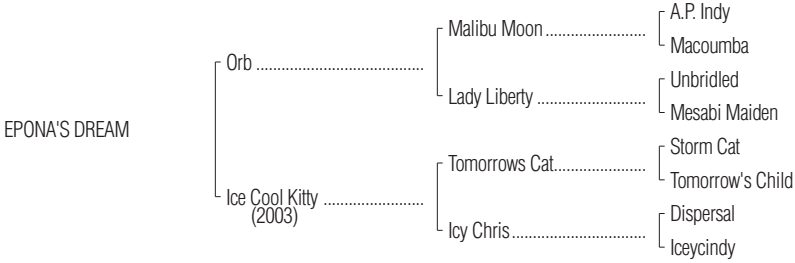 A.P. Indy
Malibu Moon ........................
Macoumba
Orb ........................................
Unbridled
Lady Liberty ..........................
Mesabi Maiden
EPONA'S DREAM
Storm Cat
Tomorrows Cat......................
Tomorrow's Child
Ice Cool Kitty ........................
(2003)
Dispersal
Icy Chris................................
Iceycindy